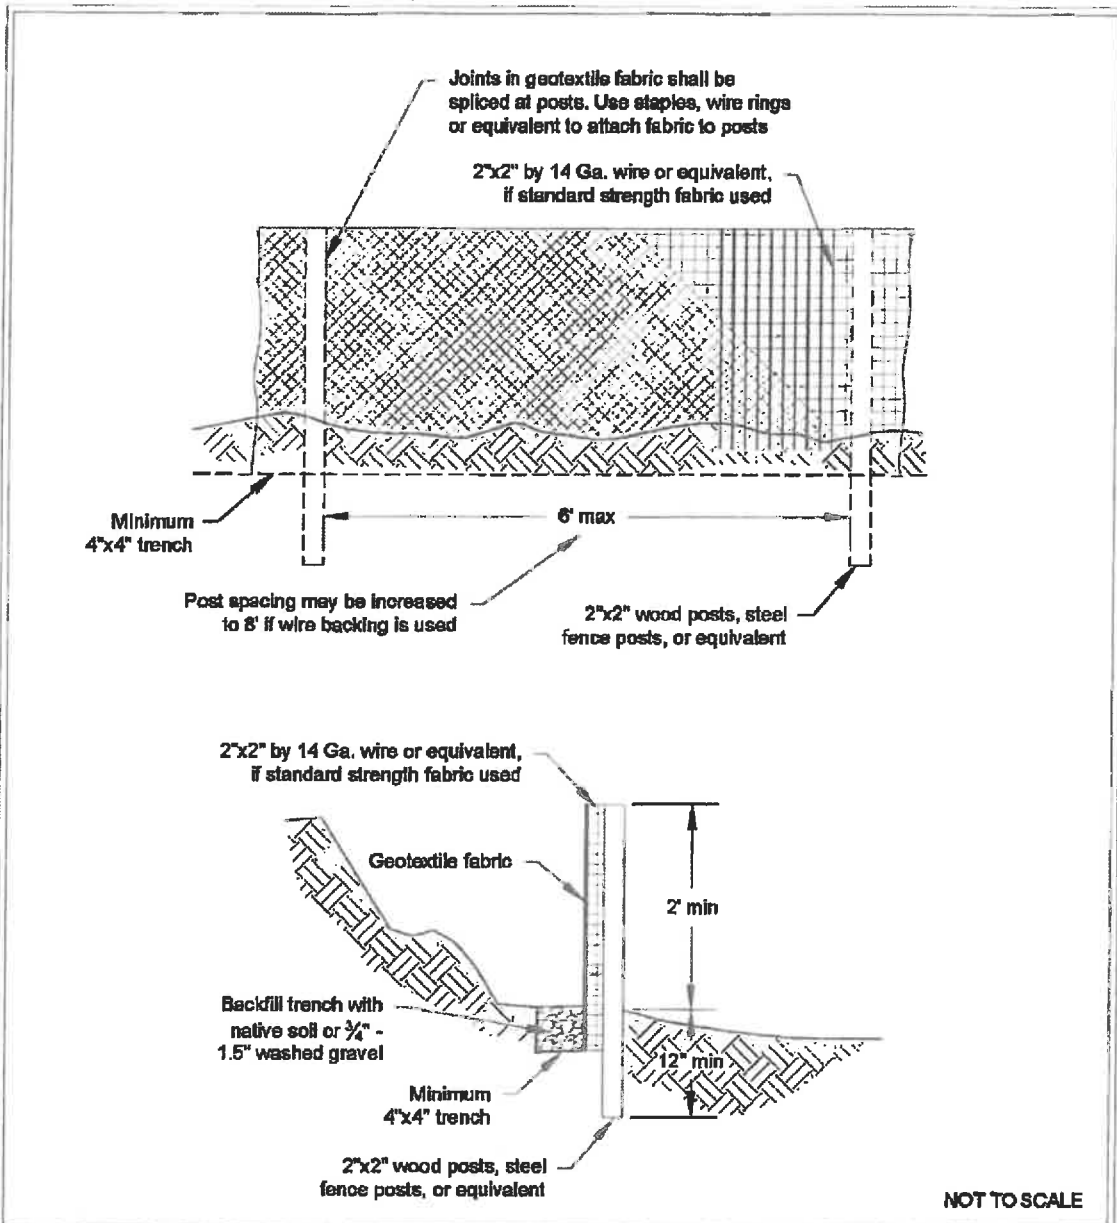 Joints in geotextile fabric shall be
spliced at posts. Use staples, wire rings
or equivalent to attach fabric to posts
2"x2" by 14 Ga. wire or equivalent,
if standard strength fabric used
6' max
Minimum
4"x4" trench
Post spacing may be increased
to 8' if wire backing is used
2"x2" wood posts, steel
fence posts, or equivalent
2"x2" by 14 Ga. wire or equivalent,
if standard strength fabric used
Geotextile fabric
2' min
Backfill trench with
native soil or ¾" -
1.5" washed gravel
12" min
Minimum
4"x4" trench
2"x2" wood posts, steel
fence posts, or equivalent
NOT TO SCALE